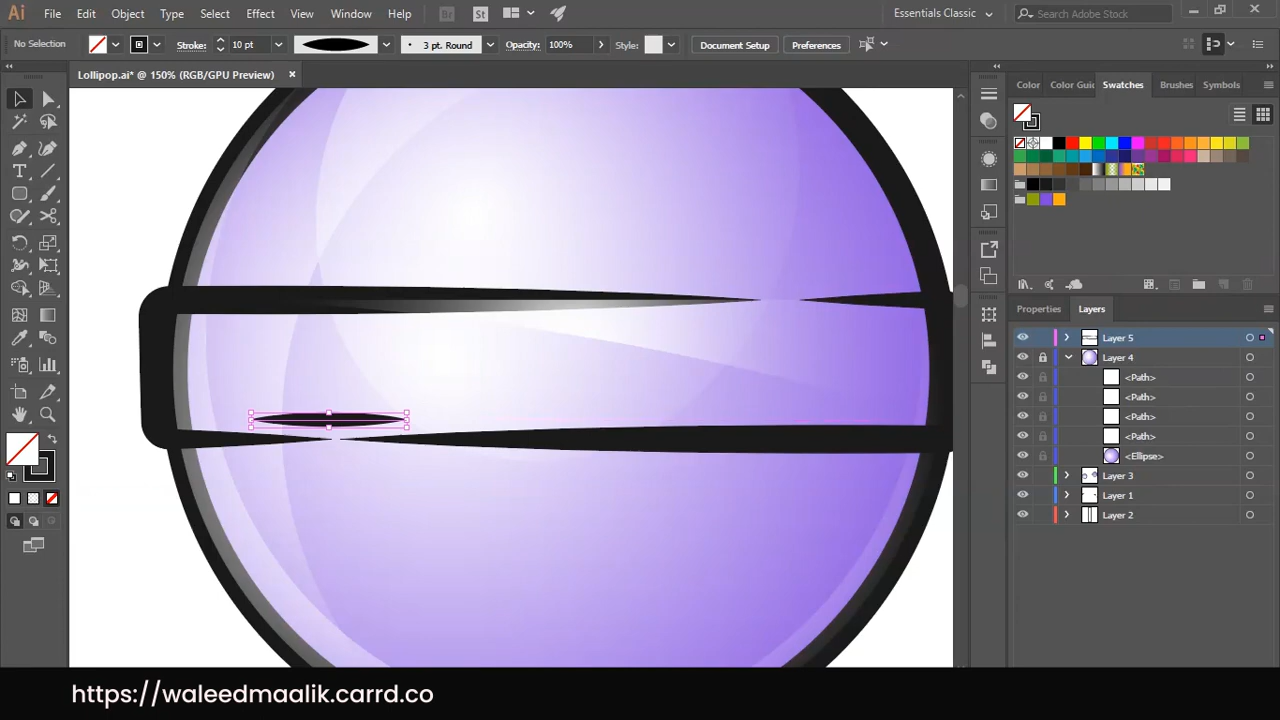 Ai File Edit Object Type Select Effect View Window Help Br St Essentials Classic Search Adobe Stock
No Selection Stroke: 10 pt 3 pt. Round Opacity: 100% Style: Document Setup Preferences
Lollipop.ai* @ 150% (RGB/GPU Preview)
Color Color Guic Swatches Brushes Symbols
Properties Layers
Layer 5
Layer 4
<Path>
<Path>
<Path>
<Path>
<Ellipse>
Layer 3
Layer 1
Layer 2
https://waleedmaalik.carrd.co